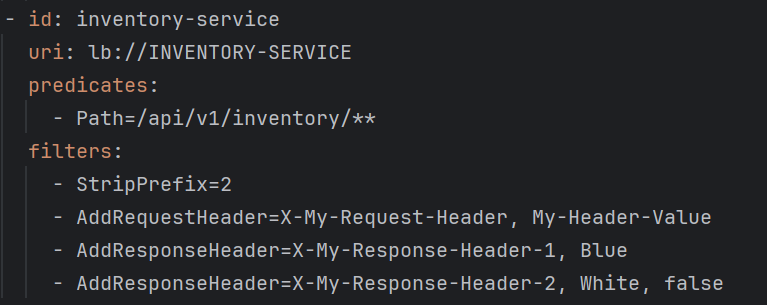 - id: inventory-service
uri: lb://INVENTORY-SERVICE
predicates:
- Path=/api/v1/inventory/**
filters:
- StripPrefix=2
- AddRequestHeader=X-My-Request-Header, My-Header-Value
- AddResponseHeader=X-My-Response-Header-1, Blue
- AddResponseHeader=X-My-Response-Header-2, White, false